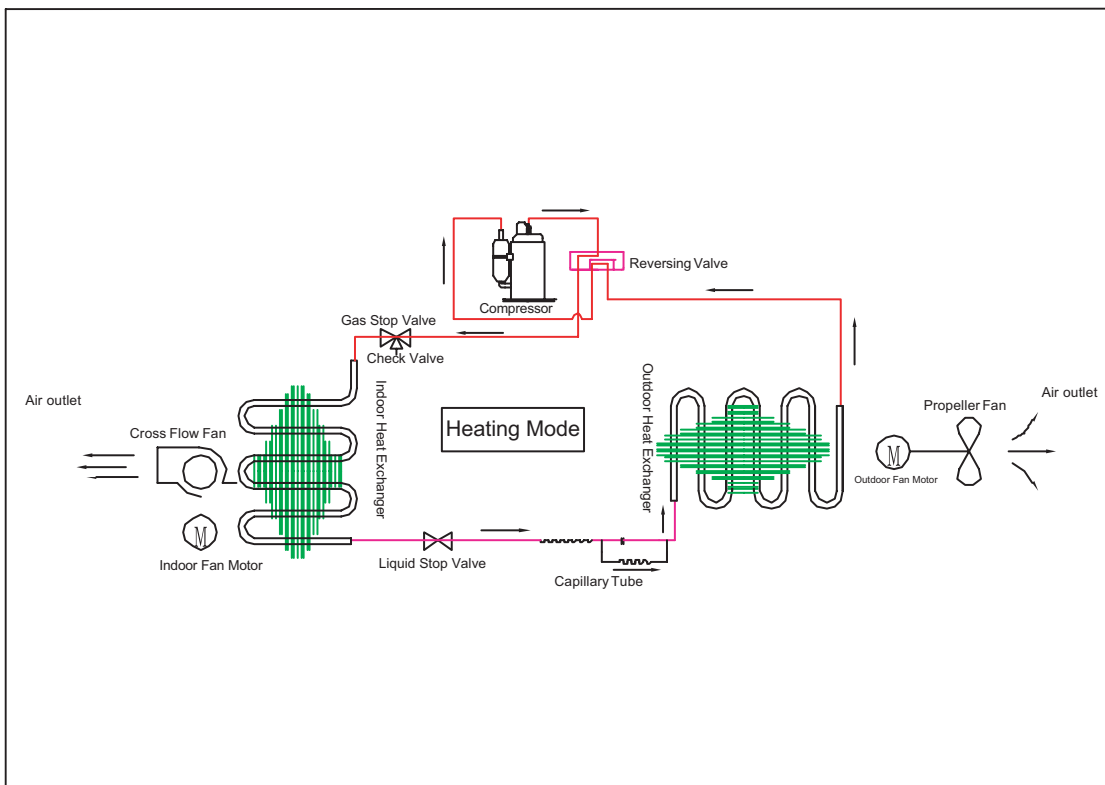 Reversing Valve
Compressor
Gas Stop Valve
Check Valve
Indoor Heat Exchanger
Outdoor Heat Exchanger
Air outlet
Air outlet
Heating Mode
Propeller Fan
Cross Flow Fan
M
Outdoor Fan Motor
M
Indoor Fan Motor
Liquid Stop Valve
Capillary Tube